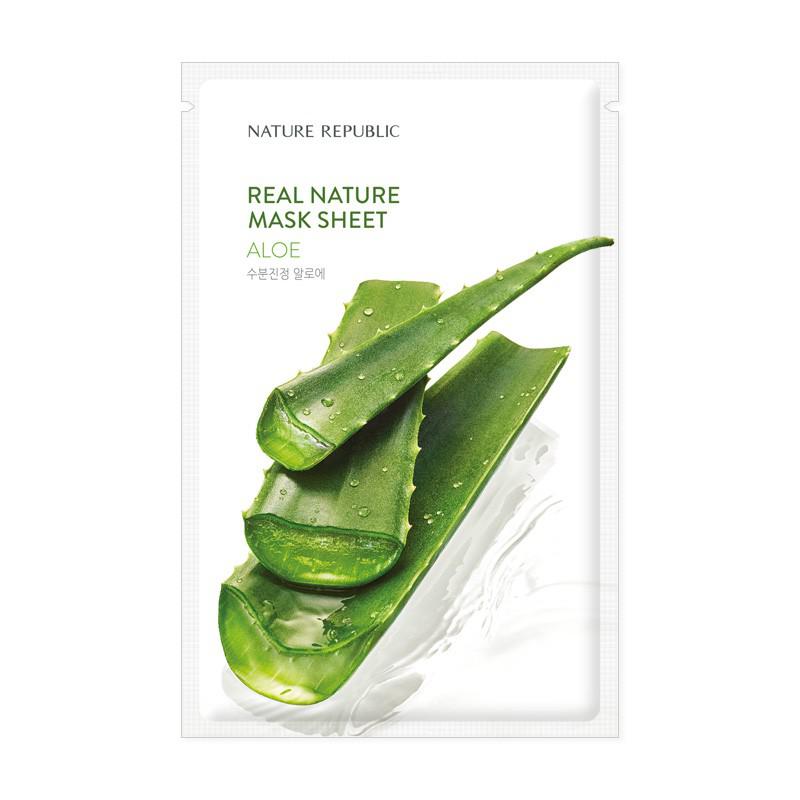 NATURE REPUBLIC
REAL NATURE
MASK SHEET
ALOE
수분진정 알로에